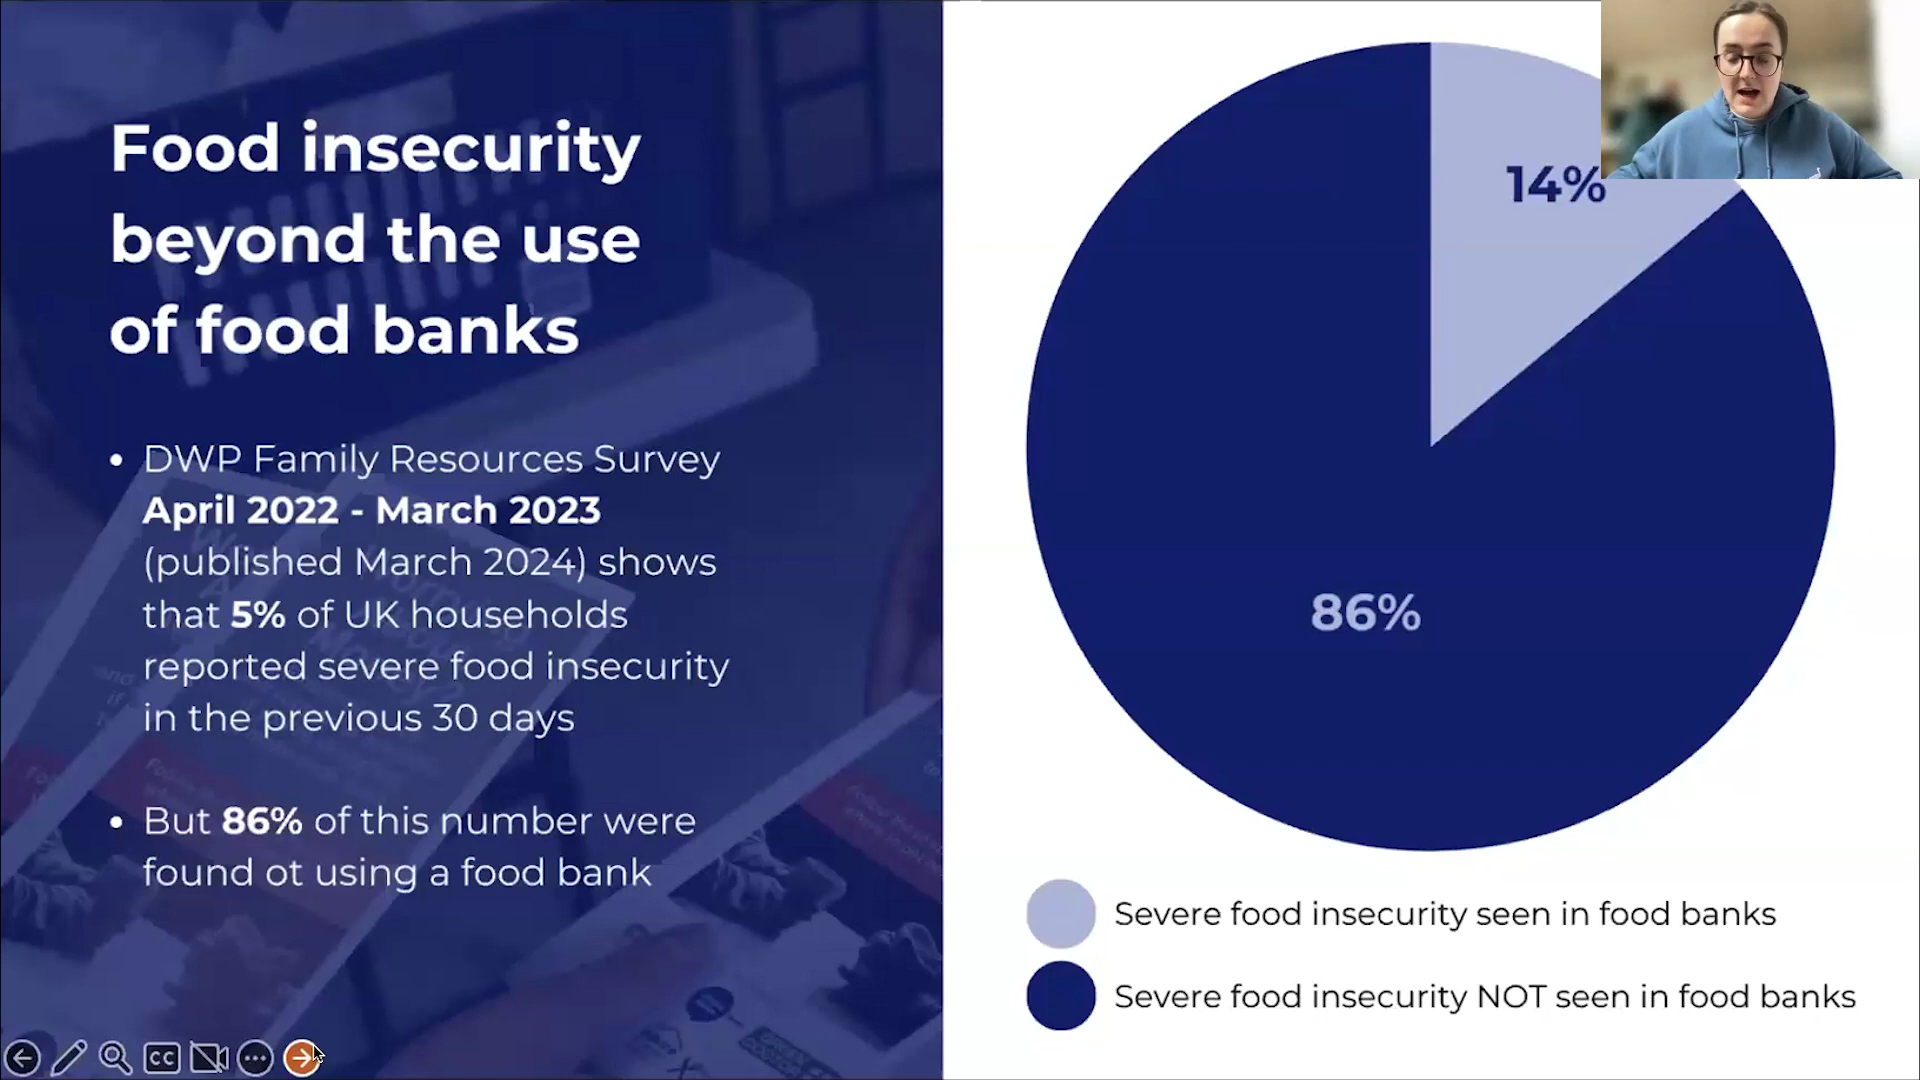 Food insecurity
beyond the use
of food banks
• DWP Family Resources Survey
April 2022 - March 2023
(published March 2024) shows
that 5% of UK households
reported severe food insecurity
in the previous 30 days
• But 86% of this number were
found ot using a food bank
14%
86%
Severe food insecurity seen in food banks
Severe food insecurity NOT seen in food banks
CC